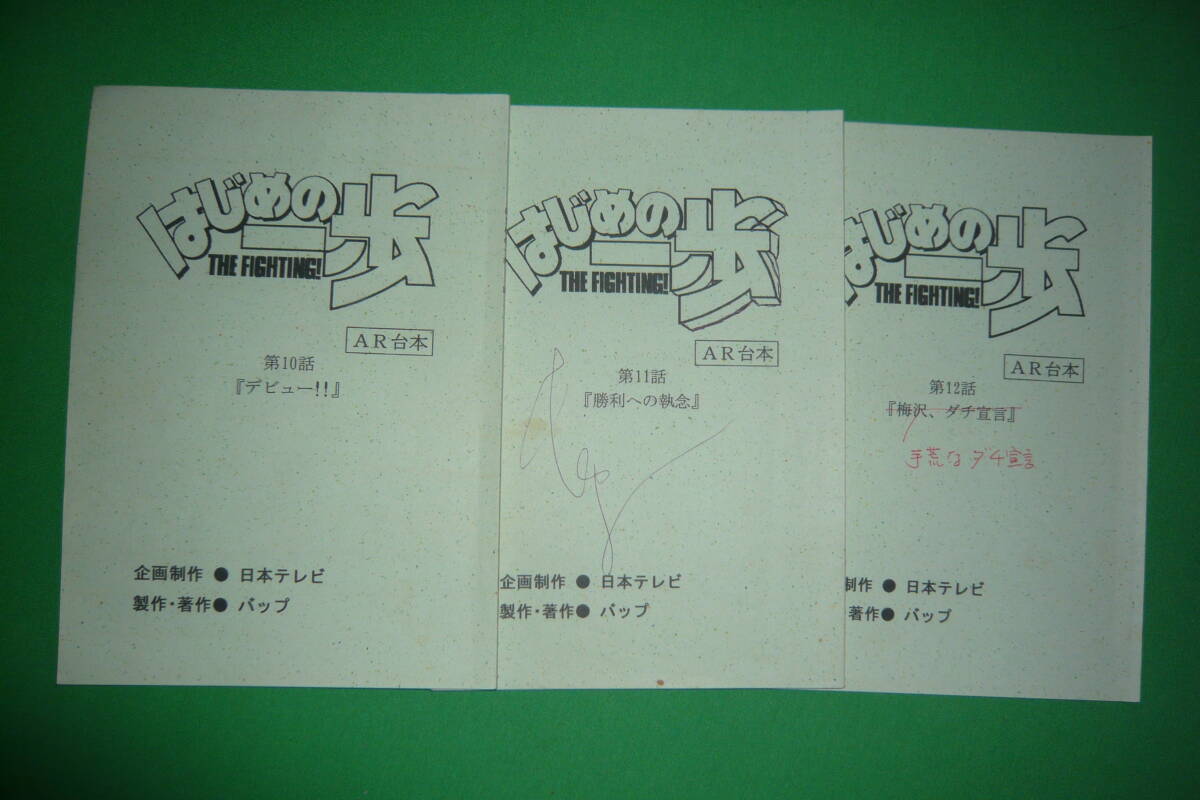 はじめの一歩
THE FIGHTING!
AR台本
第10話
『デビュー!!』
企画制作 ● 日本テレビ
製作・著作● バップ
はじめの一歩
THE FIGHTING!
AR台本
第11話
『勝利への執念』
企画制作 ● 日本テレビ
製作・著作● バップ
はじめの一歩
THE FIGHTING!
AR台本
第12話
『梅沢、ダチ宣言』
手荒なダチ宣言
制作 ● 日本テレビ
・著作● バップ